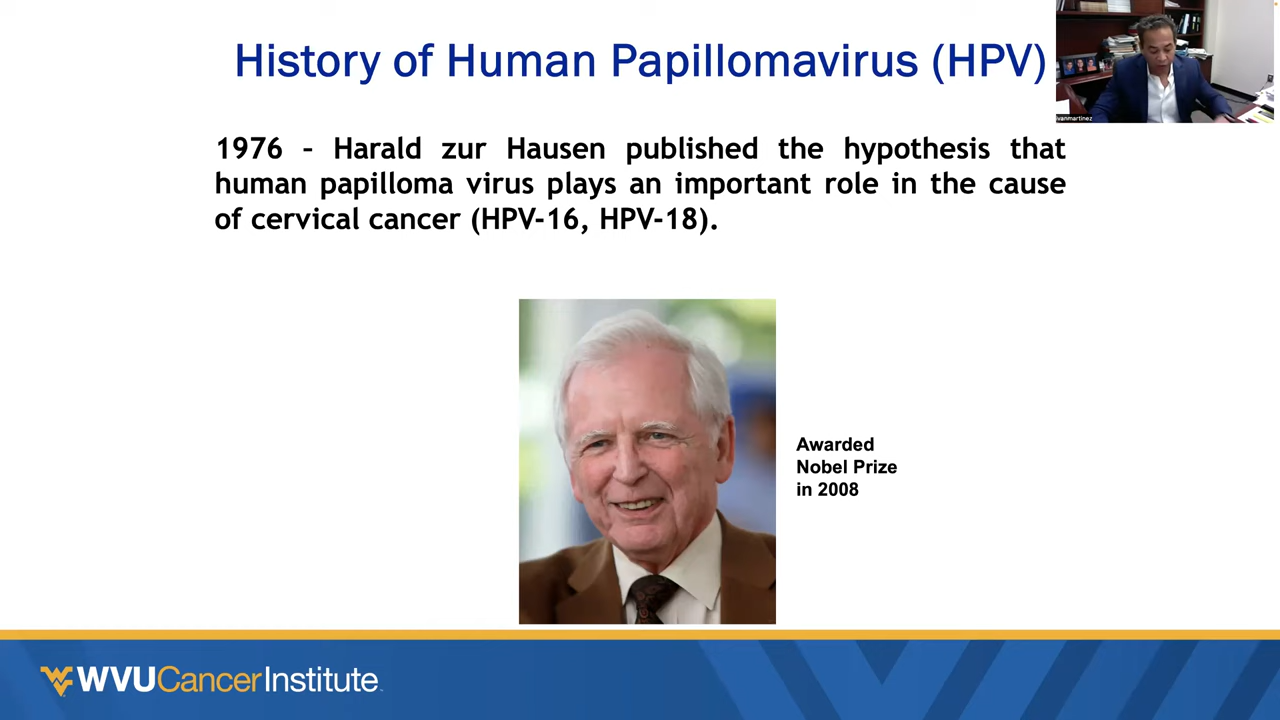 History of Human Papillomavirus (HPV)
ivanmartinez
1976 – Harald zur Hausen published the hypothesis that
human papilloma virus plays an important role in the cause
of cervical cancer (HPV-16, HPV-18).
Awarded
Nobel Prize
in 2008
WVUCancerInstitute